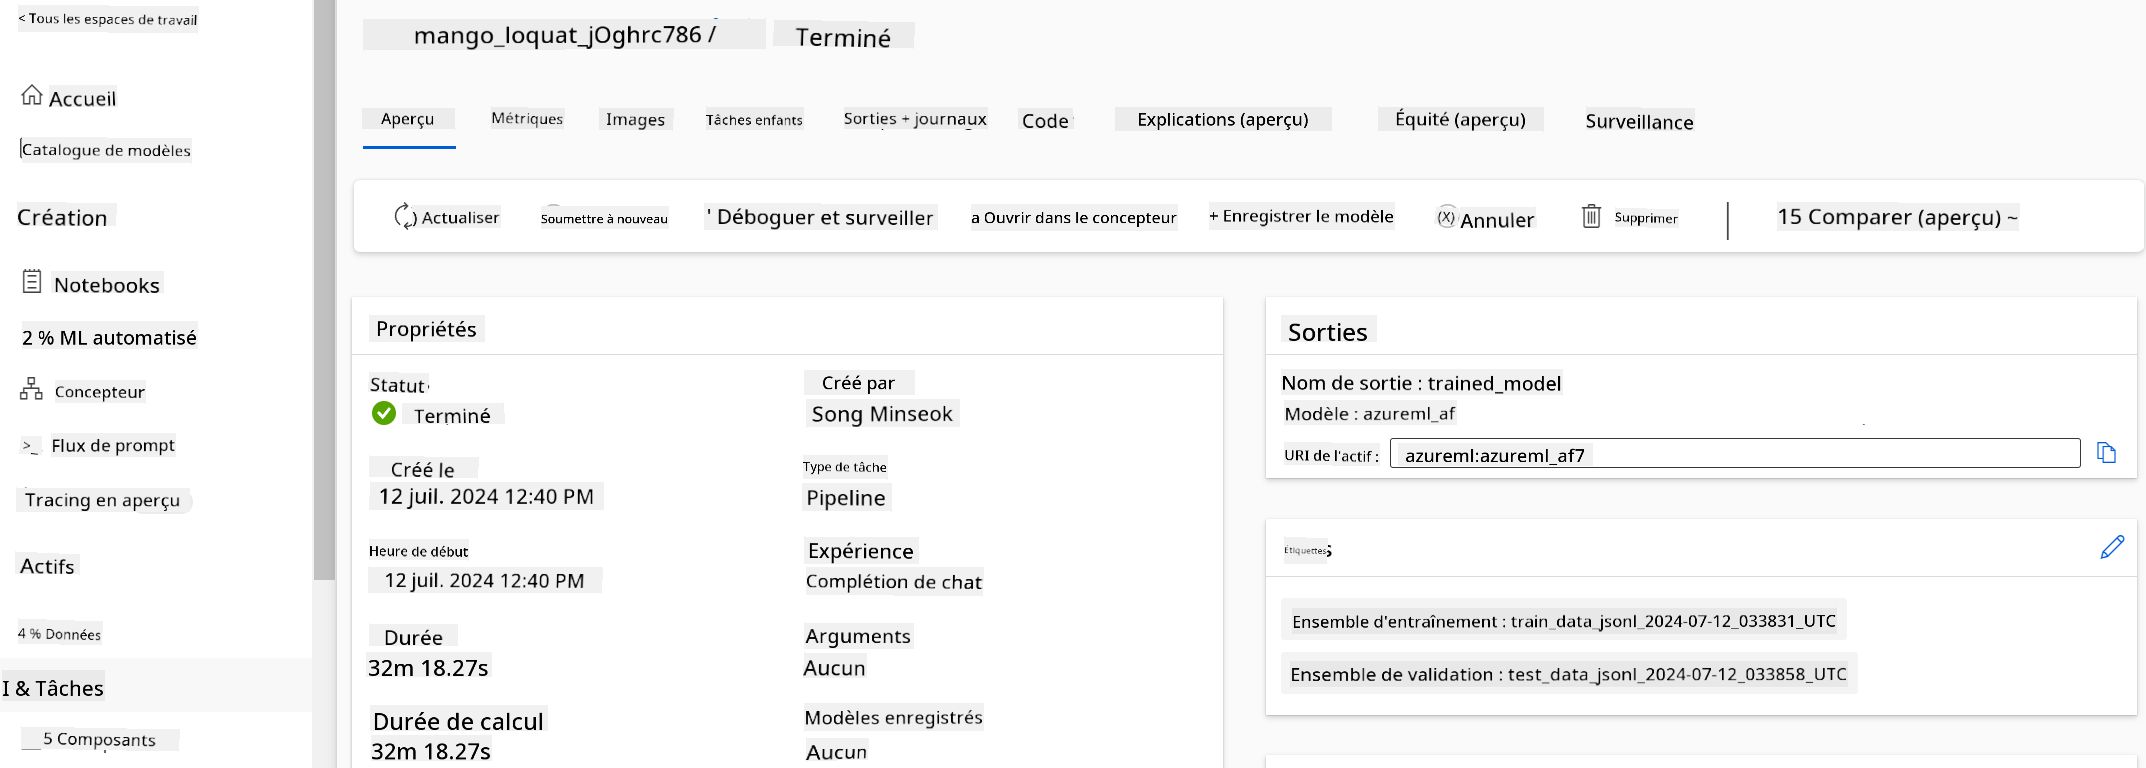 < Tous les espaces de travail
Accueil
Catalogue de modèles
Création
Notebooks
2 % ML automatisé
Concepteur
>_ Flux de prompt
Tracing en aperçu
Actifs
4 % Données
I & Tâches
5 Composants
mango_loquat_jOghrc786 / Terminé
Aperçu Métriques Images Tâches enfants Sorties + journaux Code Explications (aperçu) Équité (aperçu) Surveillance
Actualiser Soumettre à nouveau ' Déboguer et surveiller a Ouvrir dans le concepteur + Enregistrer le modèle (X) Annuler Supprimer 15 Comparer (aperçu) ~
Propriétés
Statut
Terminé
Créé le
12 juil. 2024 12:40 PM
Heure de début
12 juil. 2024 12:40 PM
Durée
32m 18.27s
Durée de calcul
32m 18.27s
Créé par
Song Minseok
Type de tâche
Pipeline
Expérience
Complétion de chat
Arguments
Aucun
Modèles enregistrés
Aucun
Sorties
Nom de sortie : trained_model
Modèle : azureml_af
URI de l'actif : azureml:azureml_af7
Étiquettes
Ensemble d'entraînement : train_data_jsonl_2024-07-12_033831_UTC
Ensemble de validation : test_data_jsonl_2024-07-12_033858_UTC